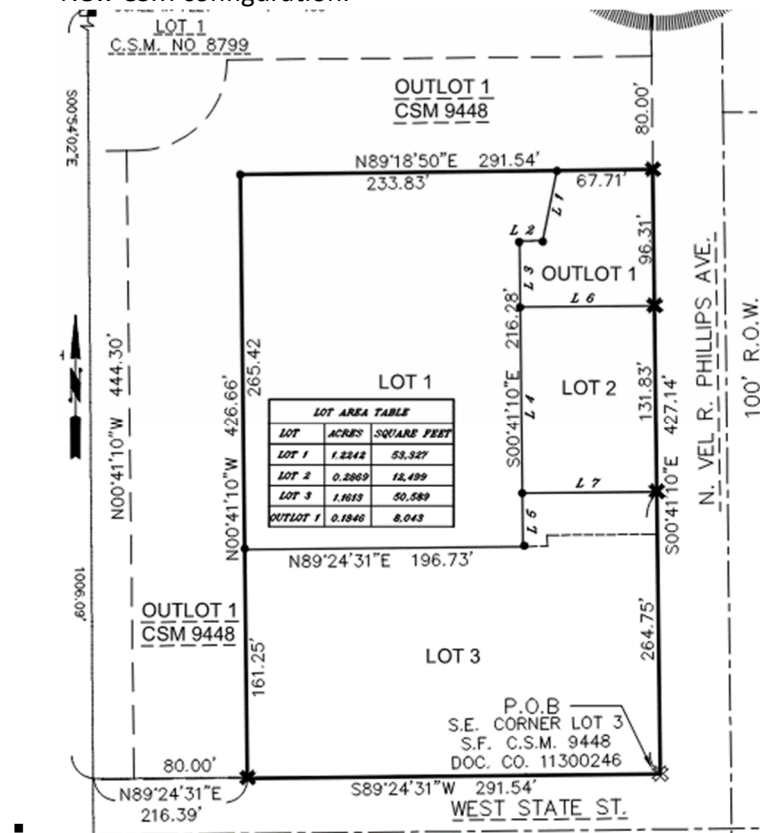 LOT 1
C.S.M. NO 8799
OUTLOT 1
CSM 9448
80.00'
S00°54'02"E
N89°18'50"E 291.54'
233.83'
67.71'
L 1
L 2
L 3
96.31'
OUTLOT 1
L 6
216.28'
N. VEL R. PHILLIPS AVE.
100' R.O.W.
N
N00°41'10"W 444.30'
N00°41'10"W 426.66'
265.42
LOT 1
LOT 2
L 4
S00°41'10"E
131.83'
S00°41'10"E 427.14'
LOT AREA TABLE
LOT ACRES SQUARE FEET
LOT 1 1.2242 53,327
LOT 2 0.2869 12,499
LOT 3 1.1613 50,589
OUTLOT 1 0.1846 8,043
L 7
L 5
N89°24'31"E 196.73'
1006.09'
OUTLOT 1
CSM 9448
161.25'
LOT 3
264.75'
P.O.B
S.E. CORNER LOT 3
S.F. C.S.M. 9448
DOC. CO. 11300246
80.00'
N89°24'31"E
216.39'
S89°24'31"W 291.54'
WEST STATE ST.